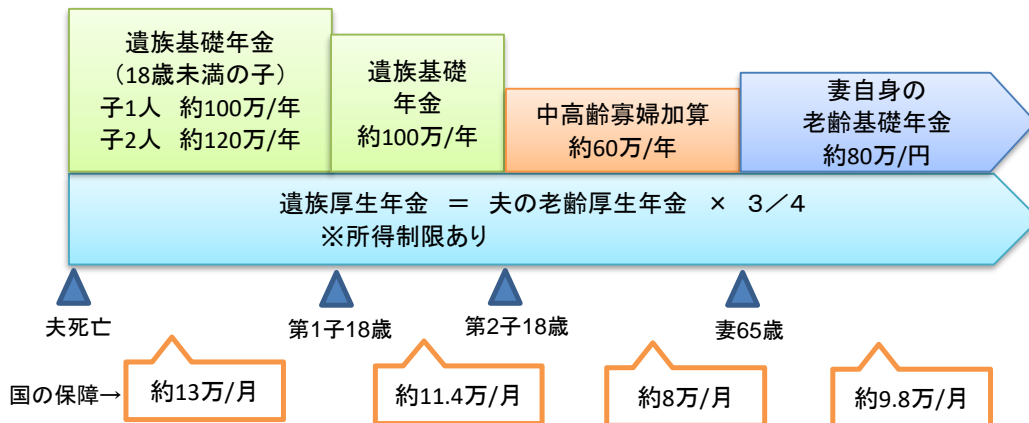 遺族基礎年金
（18歳未満の子）
子1人 約100万/年
子2人 約120万/年
遺族基礎
年金
約100万/年
中高齢寡婦加算
約60万/年
妻自身の
老齢基礎年金
約80万/円
遺族厚生年金 ＝ 夫の老齢厚生年金 × 3／4
※所得制限あり
夫死亡
第1子18歳
第2子18歳
妻65歳
国の保障→
約13万/月
約11.4万/月
約8万/月
約9.8万/月